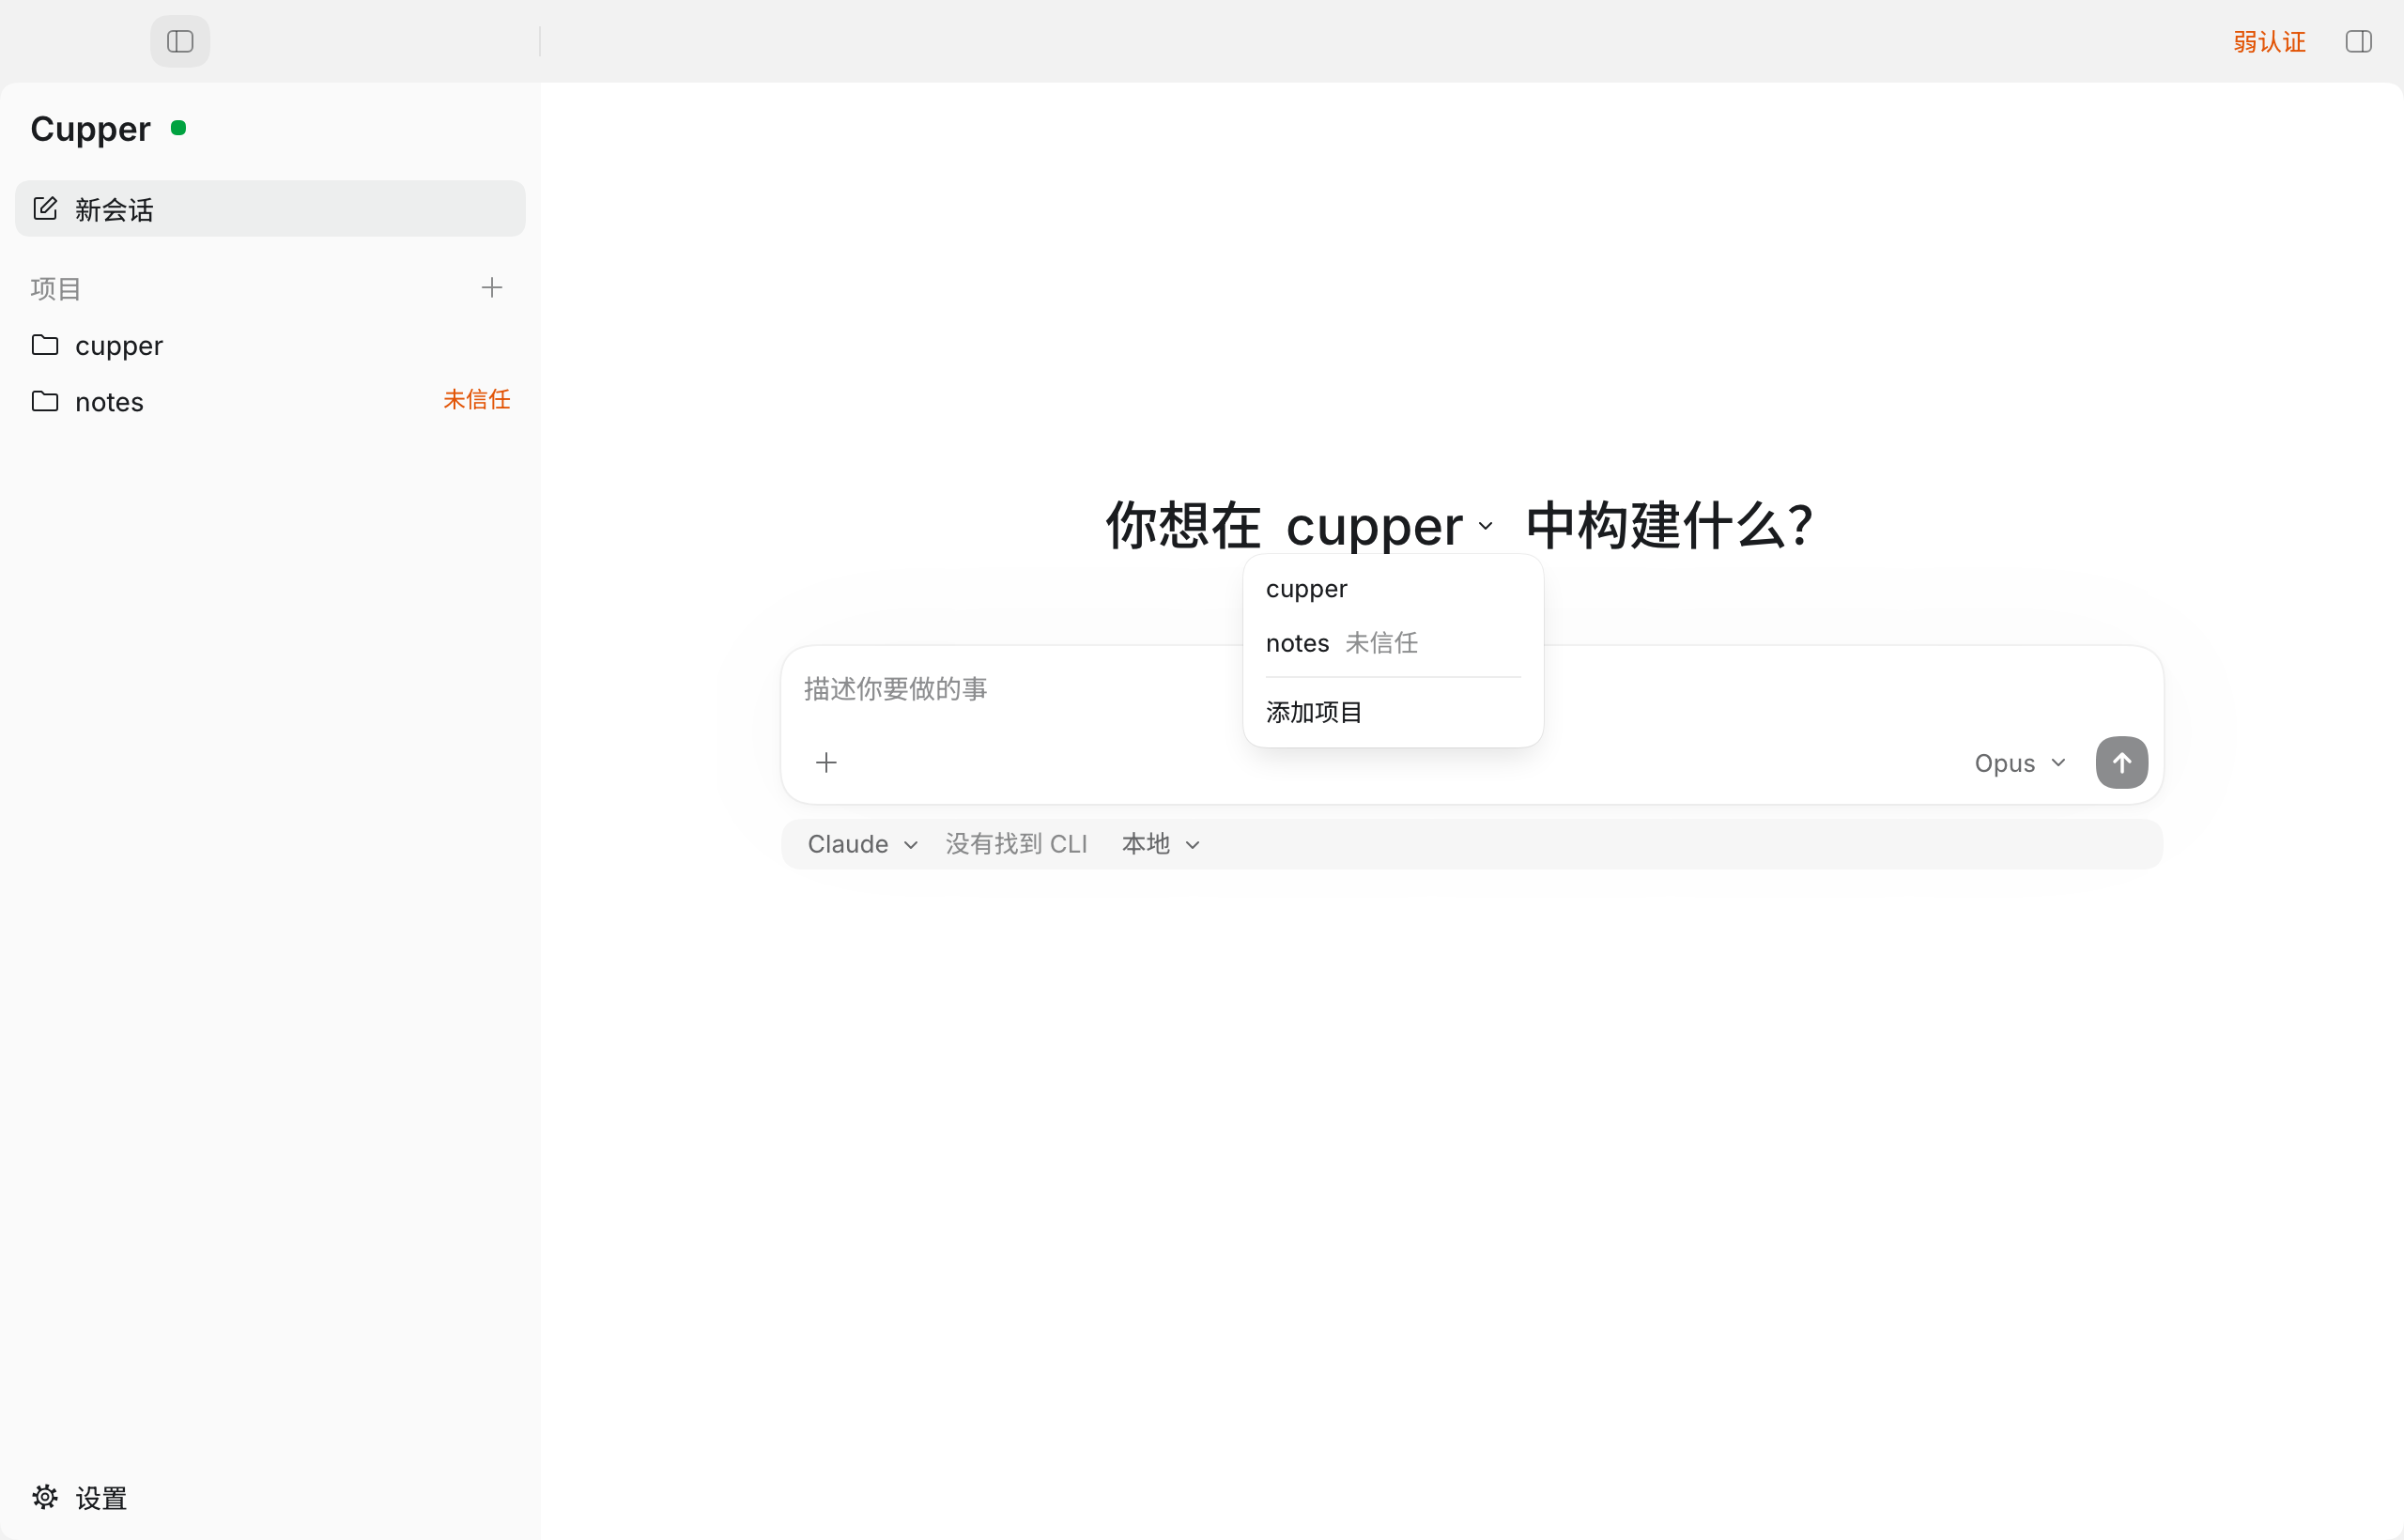 弱认证
Cupper
新会话
项目
cupper
notes 未信任
你想在 cupper 中构建什么?
cupper
notes 未信任
添加项目
描述你要做的事
Opus
Claude 没有找到 CLI 本地
设置